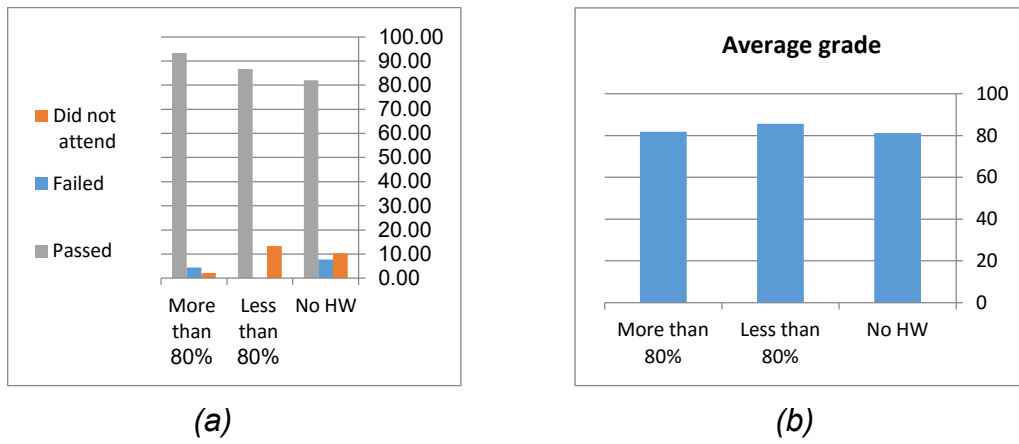 Did not
attend
Failed
Passed
100.00
90.00
80.00
70.00
60.00
50.00
40.00
30.00
20.00
10.00
0.00
More
than
80%
Less
than
80%
No HW
(a)
Average grade
100
80
60
40
20
0
More than
80%
Less than
80%
No HW
(b)